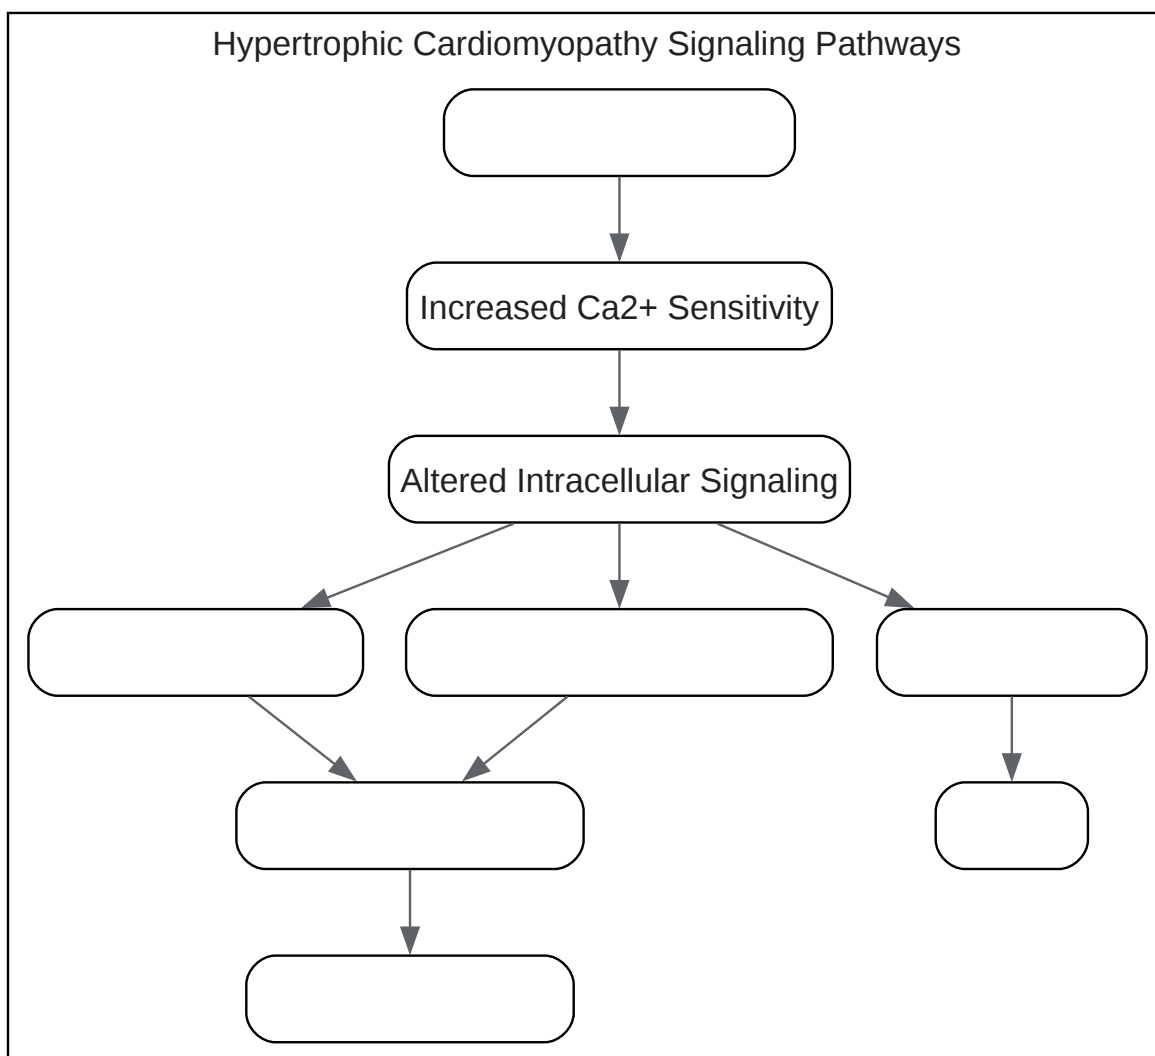 Hypertrophic Cardiomyopathy Signaling Pathways
Increased Ca2+ Sensitivity
Altered Intracellular Signaling